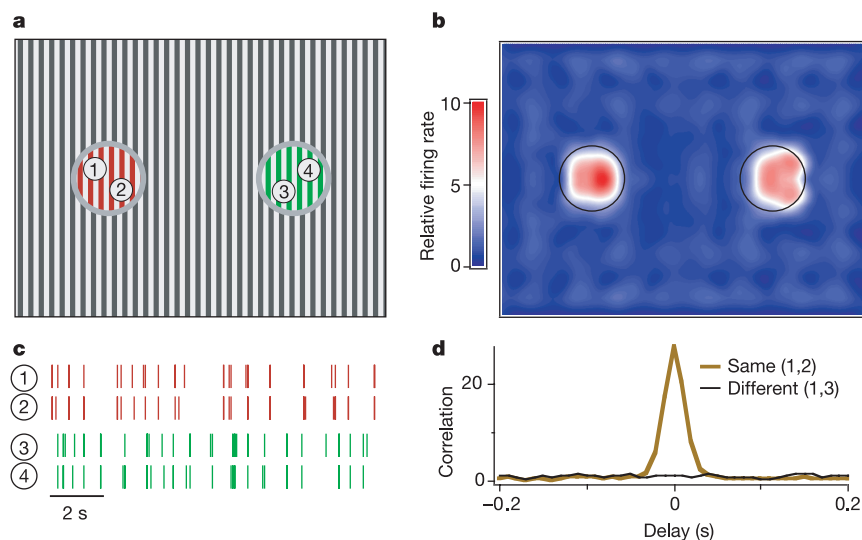 a
1
2
3
4
b
Relative firing rate
10
5
0
c
1
2
3
4
2 s
d
Correlation
20
0
Same (1,2)
Different (1,3)
–0.2
0
0.2
Delay (s)